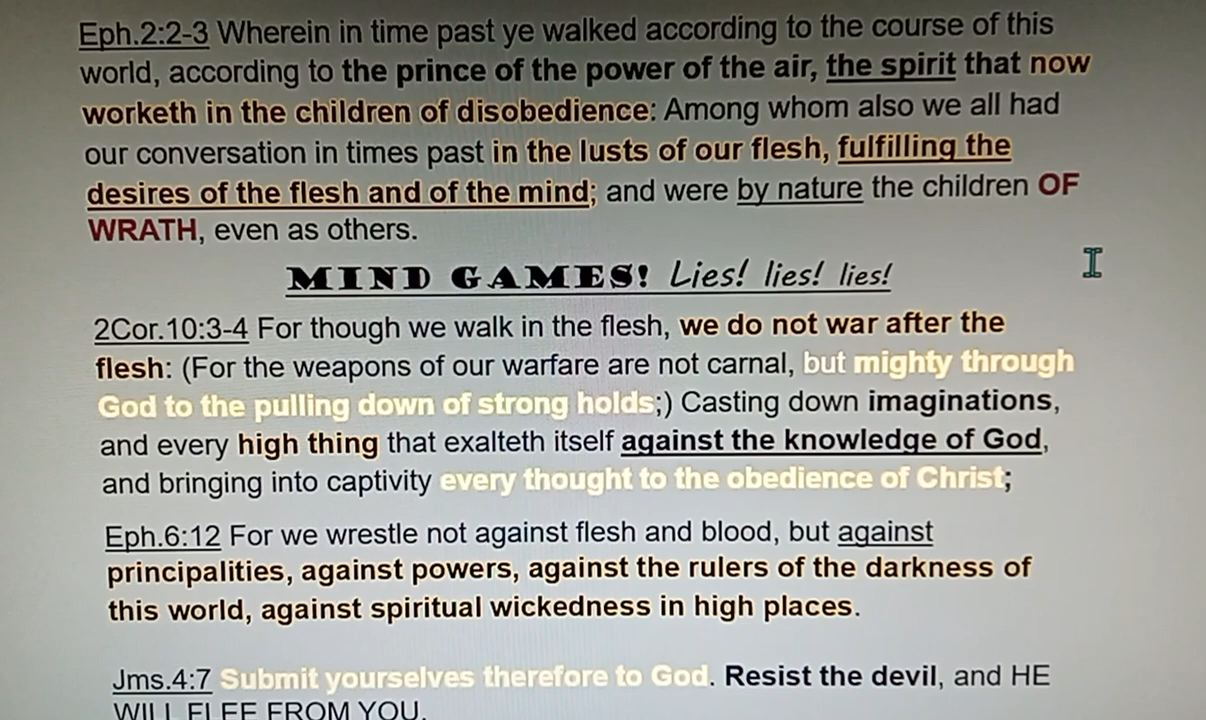 Eph.2:2-3 Wherein in time past ye walked according to the course of this
world, according to the prince of the power of the air, the spirit that now
worketh in the children of disobedience: Among whom also we all had
our conversation in times past in the lusts of our flesh, fulfilling the
desires of the flesh and of the mind; and were by nature the children OF
WRATH, even as others.
MIND GAMES! Lies! lies! lies!
2Cor.10:3-4 For though we walk in the flesh, we do not war after the
flesh: (For the weapons of our warfare are not carnal, but mighty through
God to the pulling down of strong holds;) Casting down imaginations,
and every high thing that exalteth itself against the knowledge of God,
and bringing into captivity every thought to the obedience of Christ;
Eph.6:12 For we wrestle not against flesh and blood, but against
principalities, against powers, against the rulers of the darkness of
this world, against spiritual wickedness in high places.
Jms.4:7 Submit yourselves therefore to God. Resist the devil, and HE
WILL FLEE FROM YOU.